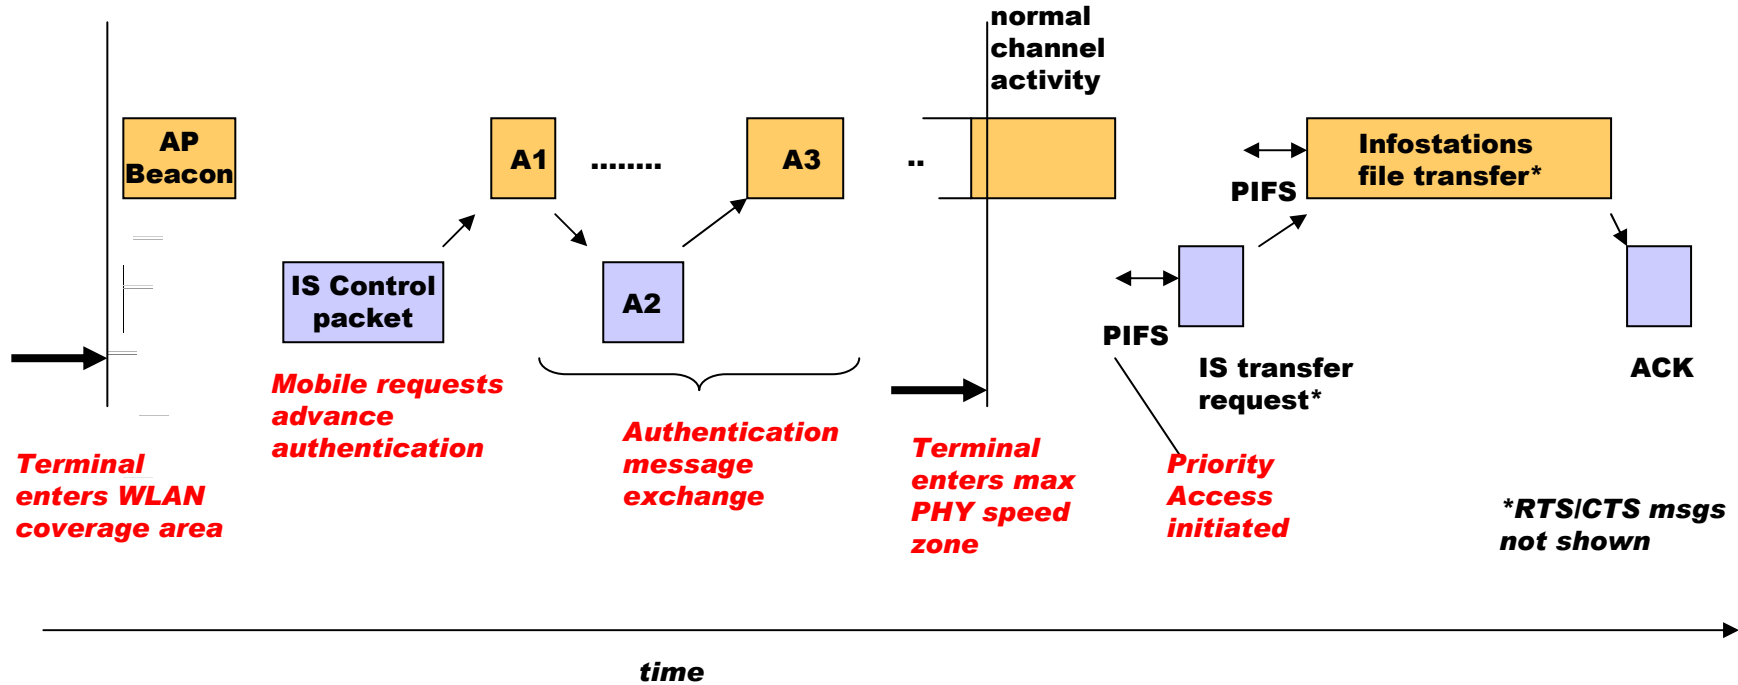 normal
channel
activity
AP
Beacon
A1
........
A3
..
Infostations
file transfer*
PIFS
IS Control
packet
A2
PIFS
IS transfer
request*
ACK
Mobile requests
advance
authentication
Authentication
message
exchange
Terminal
enters WLAN
coverage area
Terminal
enters max
PHY speed
zone
Priority
Access
initiated
*RTS/CTS msgs
not shown
time